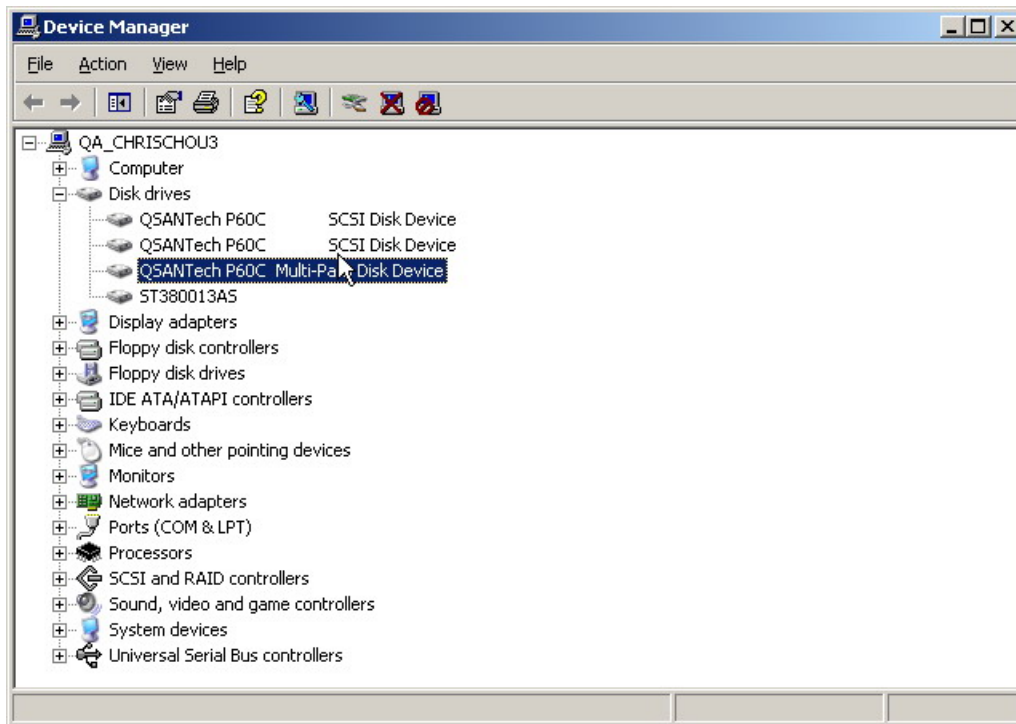 Device Manager
File Action View Help
QA_CHRISCHOU3
Computer
Disk drives
QSANTech P60C SCSI Disk Device
QSANTech P60C SCSI Disk Device
QSANTech P60C Multi-Pa Disk Device
ST380013AS
Display adapters
Floppy disk controllers
Floppy disk drives
IDE ATA/ATAPI controllers
Keyboards
Mice and other pointing devices
Monitors
Network adapters
Ports (COM & LPT)
Processors
SCSI and RAID controllers
Sound, video and game controllers
System devices
Universal Serial Bus controllers